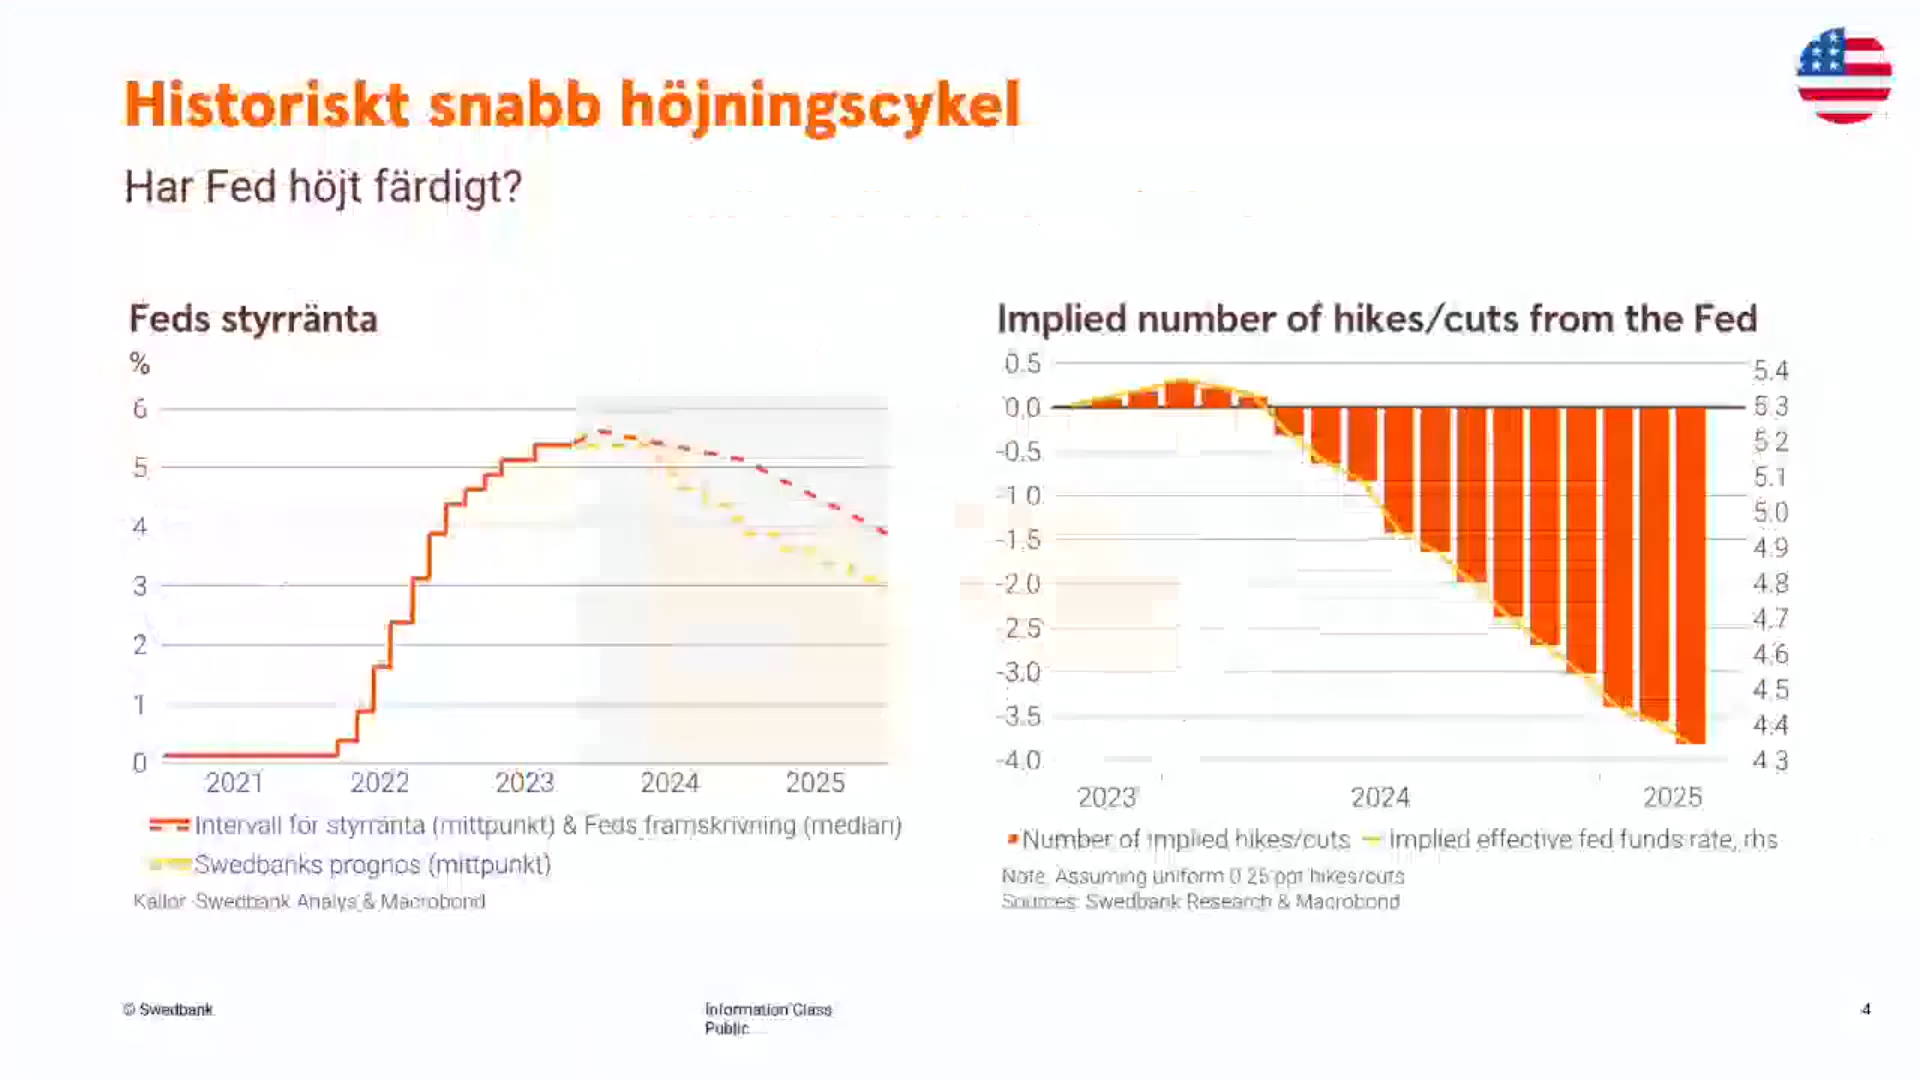 Historiskt snabb höjningscykel
Har Fed höjt färdigt?
Feds styrränta
%
6
5
4
3
2
1
0
2021 2022 2023 2024 2025
Intervall för styrränta (mittpunkt) & Feds framskrivning (median)
Swedbanks prognos (mittpunkt)
Källor: Swedbank Analys & Macrobond
Implied number of hikes/cuts from the Fed
0.5 5.4
0.0 5.3
-0.5 5.2
-1.0 5.1
-1.5 5.0
-2.0 4.9
-2.5 4.8
-3.0 4.7
-3.5 4.6
-4.0 4.5
4.4
4.3
2023 2024 2025
Number of implied hikes/cuts Implied effective fed funds rate, rhs
Note: Assuming uniform 0.25 ppt hikes/cuts
Sources: Swedbank Research & Macrobond
© Swedbank
Information Class
Public
4